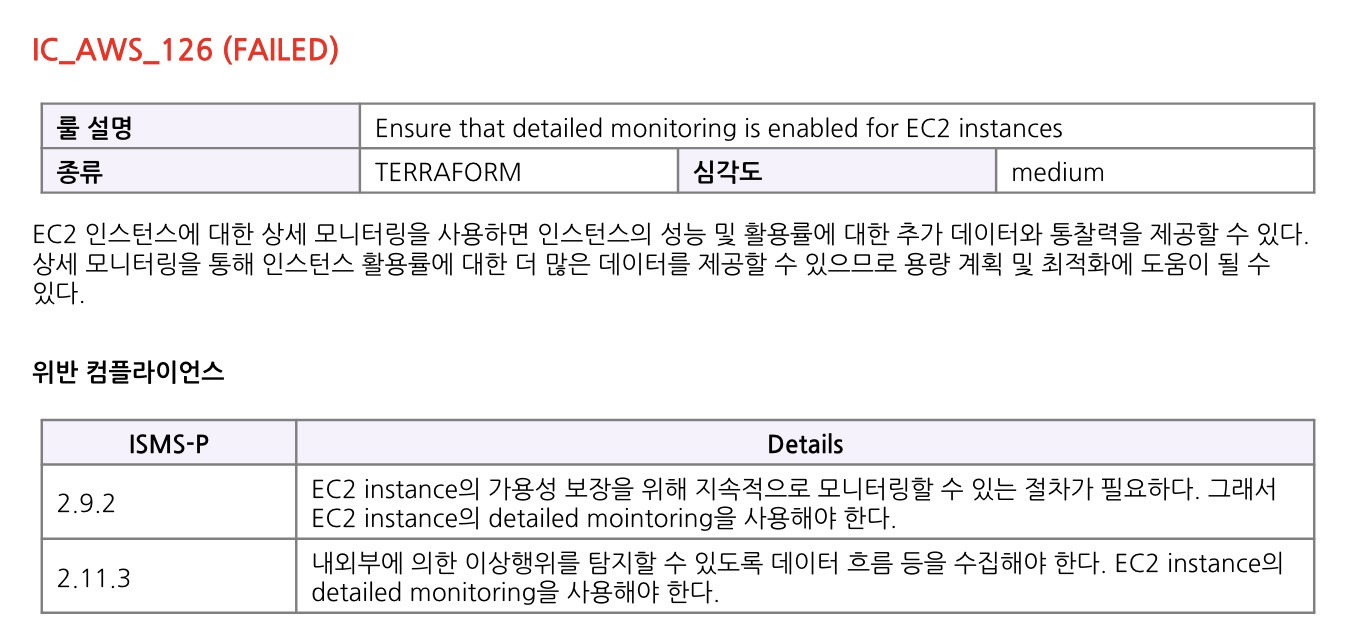 IC_AWS_126 (FAILED)
룰 설명 Ensure that detailed monitoring is enabled for EC2 instances
종류 TERRAFORM 심각도 medium
EC2 인스턴스에 대한 상세 모니터링을 사용하면 인스턴스의 성능 및 활용률에 대한 추가 데이터와 통찰력을 제공할 수 있다.
상세 모니터링을 통해 인스턴스 활용률에 대한 더 많은 데이터를 제공할 수 있으므로 용량 계획 및 최적화에 도움이 될 수
있다.
위반 컴플라이언스
ISMS-P Details
2.9.2 EC2 instance의 가용성 보장을 위해 지속적으로 모니터링할 수 있는 절차가 필요하다. 그래서
EC2 instance의 detailed mointoring을 사용해야 한다.
2.11.3 내외부에 의한 이상행위를 탐지할 수 있도록 데이터 흐름 등을 수집해야 한다. EC2 instance의
detailed monitoring을 사용해야 한다.